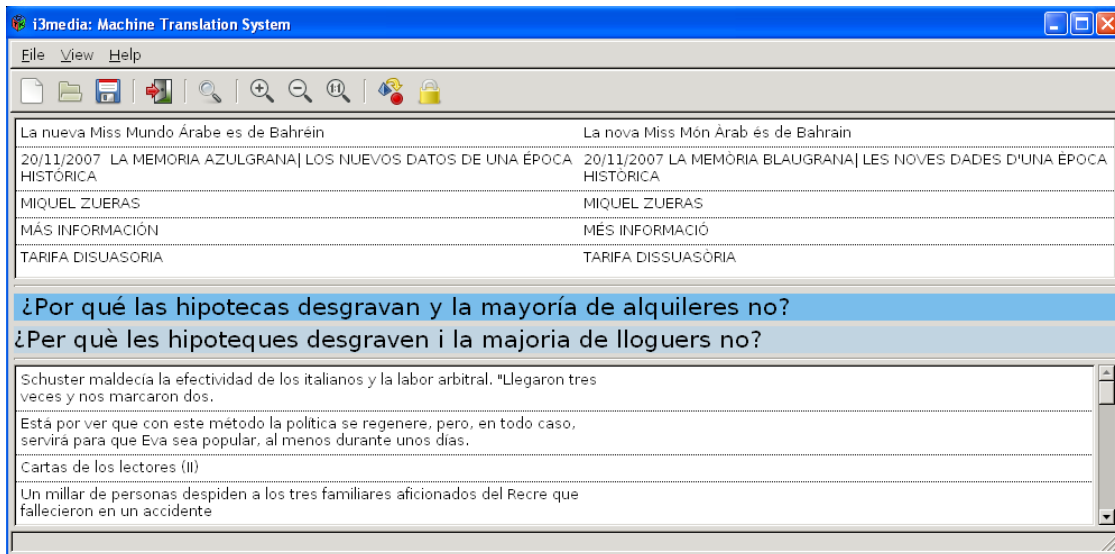 i3media: Machine Translation System
File View Help
La nueva Miss Mundo Árabe es de Bahréin
La nova Miss Món Àrab és de Bahrain
20/11/2007 LA MEMORIA AZULGRANA| LOS NUEVOS DATOS DE UNA ÉPOCA
HISTÓRICA
20/11/2007 LA MEMÒRIA BLAUGRANA| LES NOVES DADES D'UNA ÈPOCA
HISTÒRICA
MIQUEL ZUERAS
MIQUEL ZUERAS
MÁS INFORMACIÓN
MÉS INFORMACIÓ
TARIFA DISUASORIA
TARIFA DISSUASÒRIA
¿Por qué las hipotecas desgravan y la mayoría de alquileres no?
¿Per què les hipoteques desgraven i la majoria de lloguers no?
Schuster maldecía la efectividad de los italianos y la labor arbitral. "Llegaron tres
veces y nos marcaron dos.
Está por ver que con este método la política se regenere, pero, en todo caso,
servirá para que Eva sea popular, al menos durante unos días.
Cartas de los lectores (II)
Un millar de personas despiden a los tres familiares aficionados del Recre que
fallecieron en un accidente